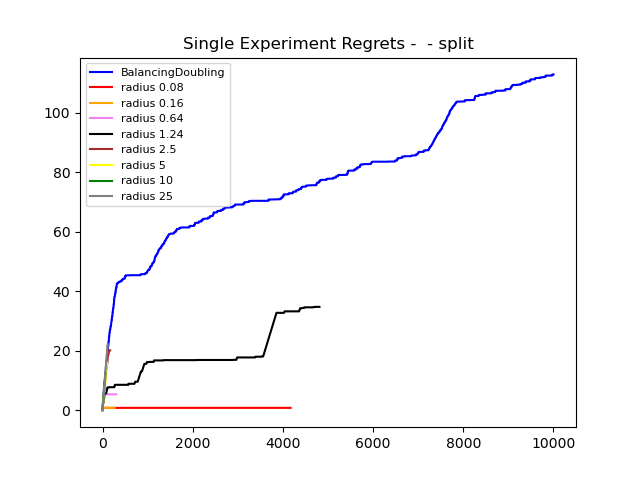 Single Experiment Regrets -  - split
BalancingDoubling
radius 0.08
radius 0.16
radius 0.64
radius 1.24
radius 2.5
radius 5
radius 10
radius 25
100
80
60
40
20
0
0 2000 4000 6000 8000 10000